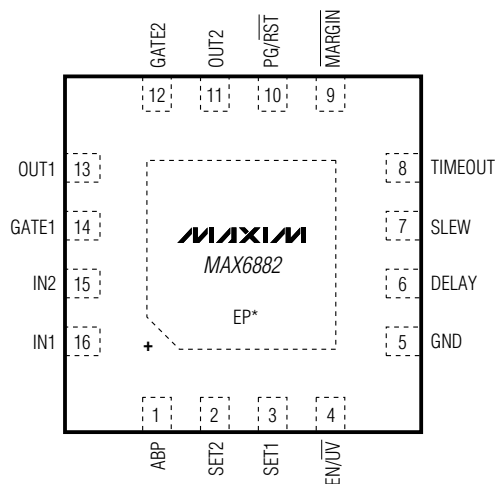 GATE2
OUT2
PG/RST
MARGIN
12 11 10 9
OUT1 13 8 TIMEOUT
GATE1 14 MAXIM 7 SLEW
MAX6882
IN2 15 6 DELAY
EP*
IN1 16 + 5 GND
1 2 3 4
ABP
SET2
SET1
EN/UV